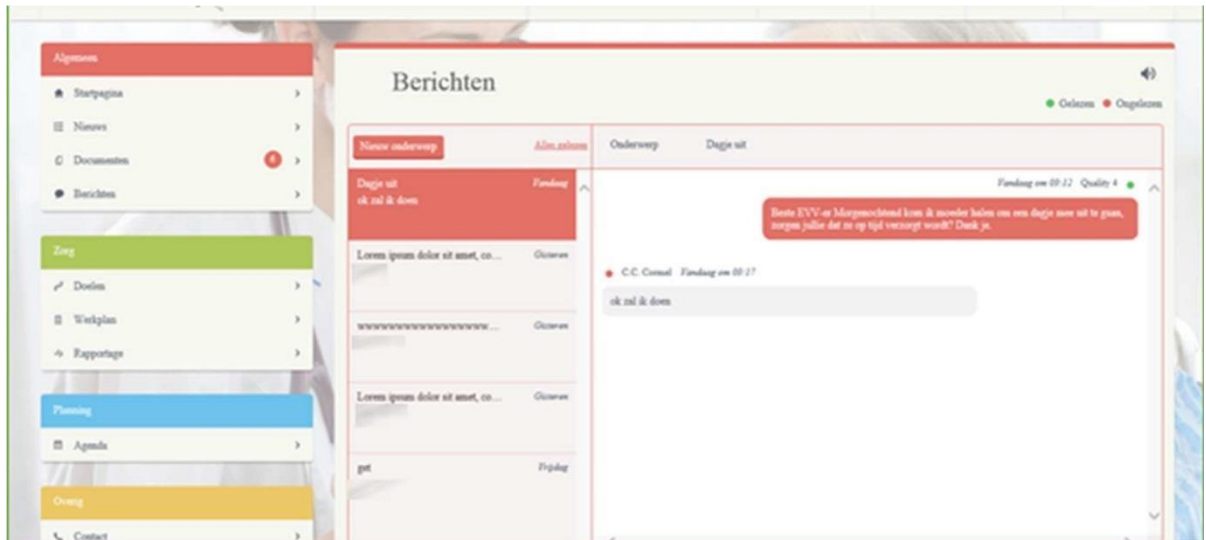 Algemeen
Startpagina
Nieuws
Documenten 6
Berichten
Zorg
Doelen
Werkplan
Rapportage
Planning
Agenda
Overig
Contact
Berichten
Gelezen Ongelezen
Nieuw onderwerp Alles gelezen
Dagje uit Vandaag
ok zal ik doen
Lorem ipsum dolor sit amet, co... Gisteren
wwwwwwwwwwwwwwwww... Gisteren
Lorem ipsum dolor sit amet, co... Gisteren
get Vrijdag
Onderwerp Dagje uit
Vandaag om 09:12 Quality 4
Beste EVV-er Morgenochtend kom ik moeder halen om een dagje mee uit te gaan,
zorgen jullie dat ze op tijd verzorgt wordt? Dank je.
C.C. Vandaag om 09:17
ok zal ik doen